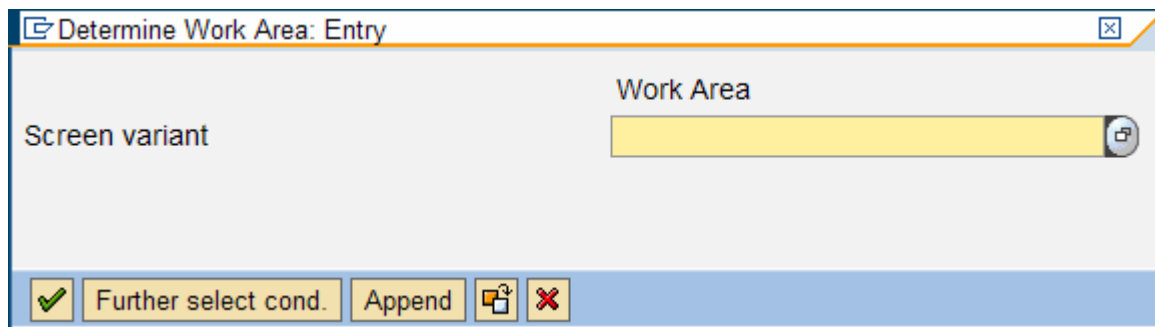 Determine Work Area: Entry
Work Area
Screen variant
Further select cond. Append